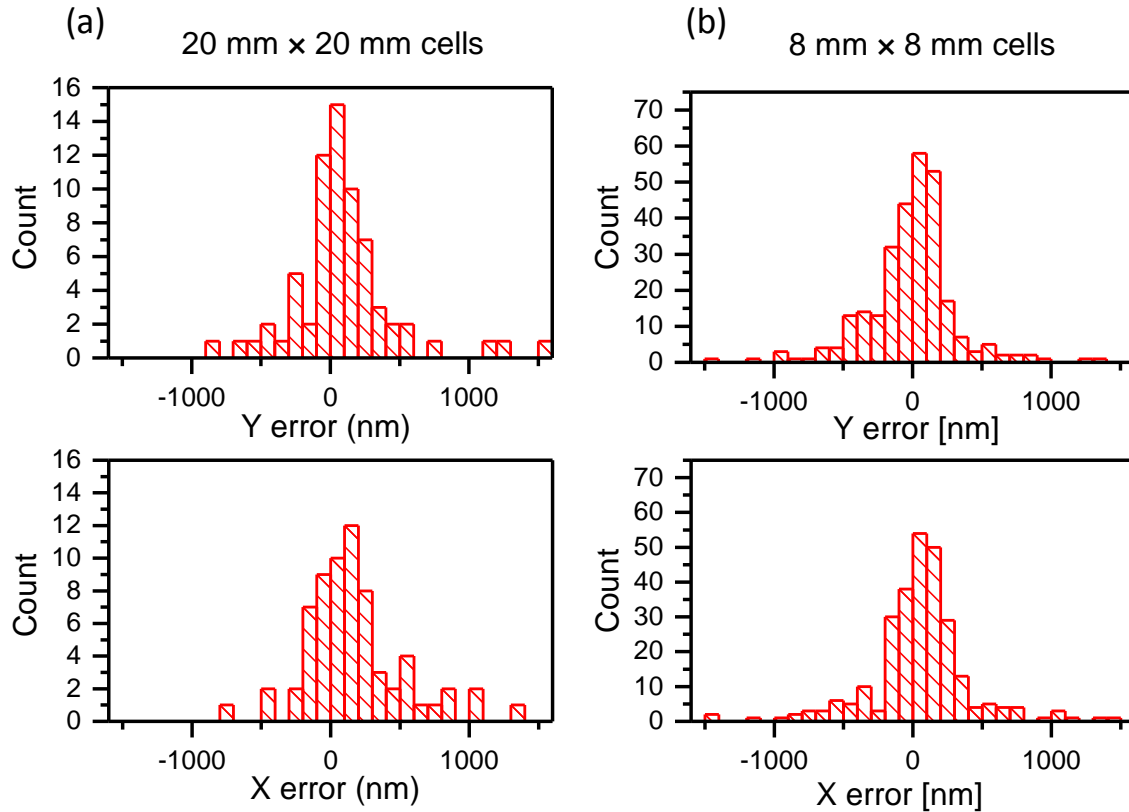 (a)
20 mm × 20 mm cells
16
14
12
10
8
6
4
2
0
Count
-1000 0 1000
Y error (nm)
16
14
12
10
8
6
4
2
0
Count
-1000 0 1000
X error (nm)
(b)
8 mm × 8 mm cells
70
60
50
40
30
20
10
0
Count
-1000 0 1000
Y error [nm]
70
60
50
40
30
20
10
0
Count
-1000 0 1000
X error [nm]